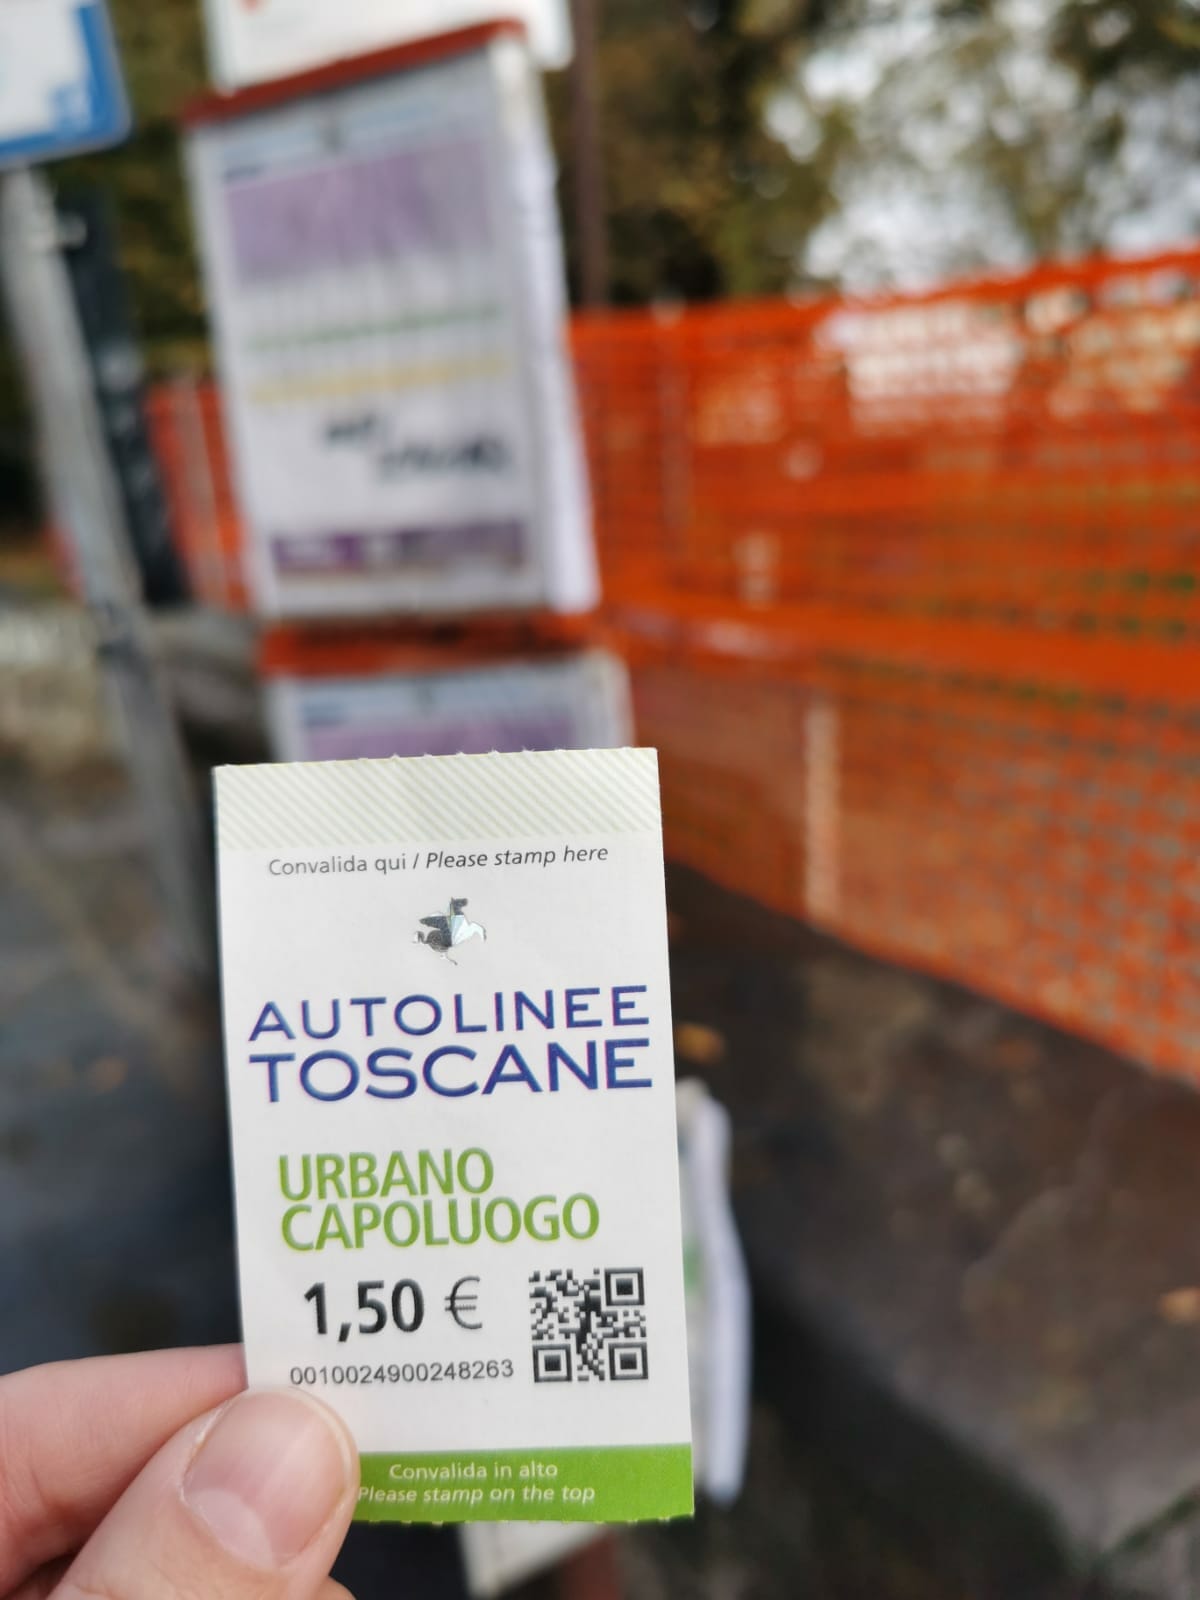 Convalida qui / Please stamp here
AUTOLINEE
TOSCANE
URBANO
CAPOLUOGO
1,50 €
0010024900248263
Convalida in alto
Please stamp on the top